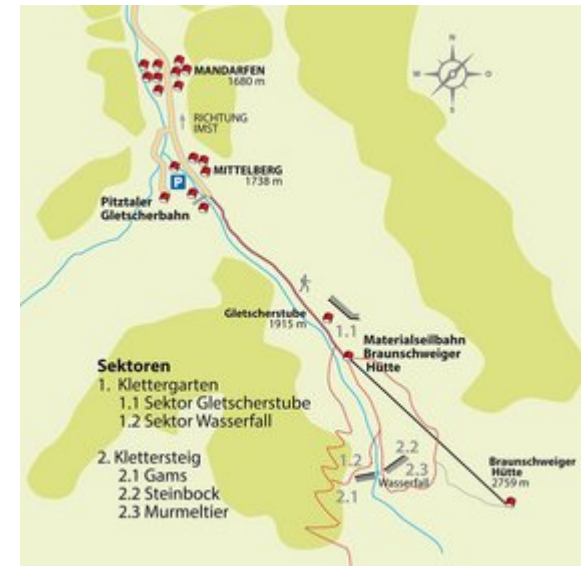 N
W
O
S
MANDARFEN
1680 m
RICHTUNG
IMST
MITTELBERG
1738 m
P
Pitztaler
Gletscherbahn
Gletscherstube
1915 m
1.1
Materialseilbahn
Braunschweiger
Hütte
Sektoren
1. Klettergarten
1.1 Sektor Gletscherstube
1.2 Sektor Wasserfall
2. Klettersteig
2.1 Gams
2.2 Steinbock
2.3 Murmeltier
1.2
2.2
2.3
2.1
Wasserfall
Braunschweiger
Hütte
2759 m